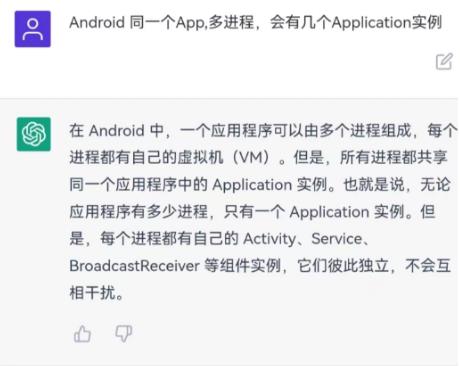 Android 同一个App,多进程，会有几个Application实例
在 Android 中，一个应用程序可以由多个进程组成，每个
进程都有自己的虚拟机（VM）。但是，所有进程都共享
同一个应用程序中的 Application 实例。也就是说，无论
应用程序有多少进程，只有一个 Application 实例。但
是，每个进程都有自己的 Activity、Service、
BroadcastReceiver 等组件实例，它们彼此独立，不会互
相干扰。